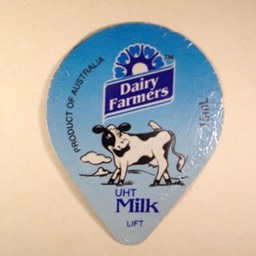 TM
Dairy
Farmers
PRODUCT OF AUSTRALIA
15mL
UHT
Milk
LIFT